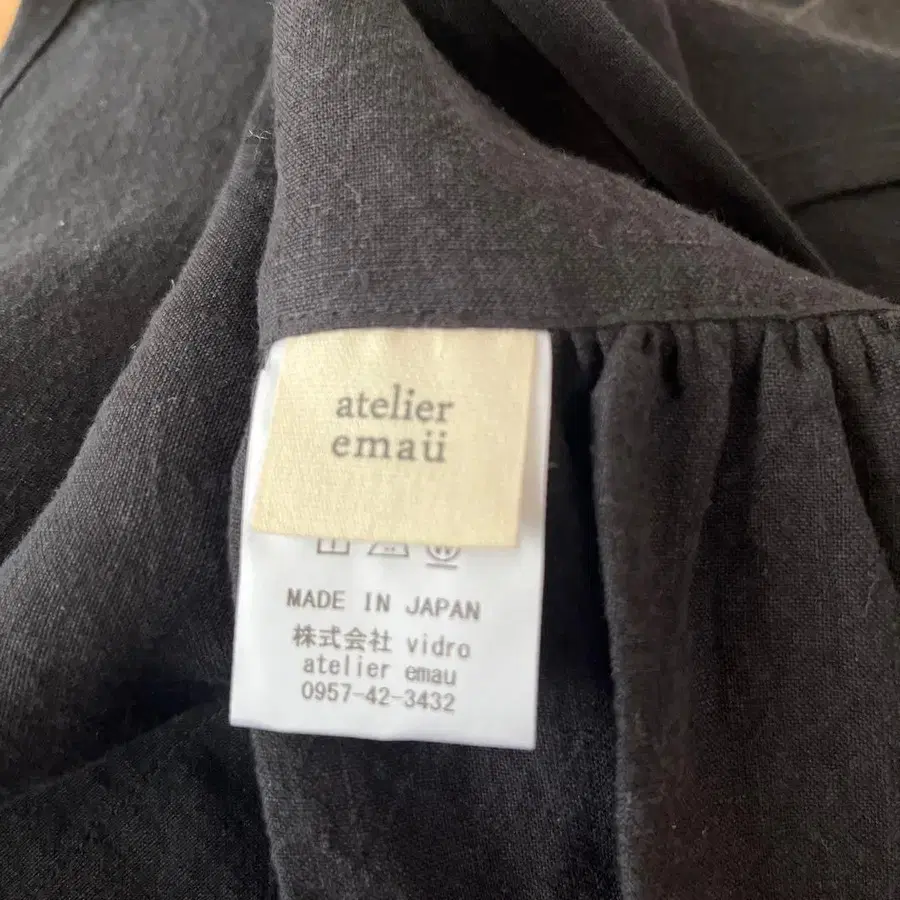 atelier
emaü
MADE IN JAPAN
株式会社 vidro
atelier emau
0957-42-3432